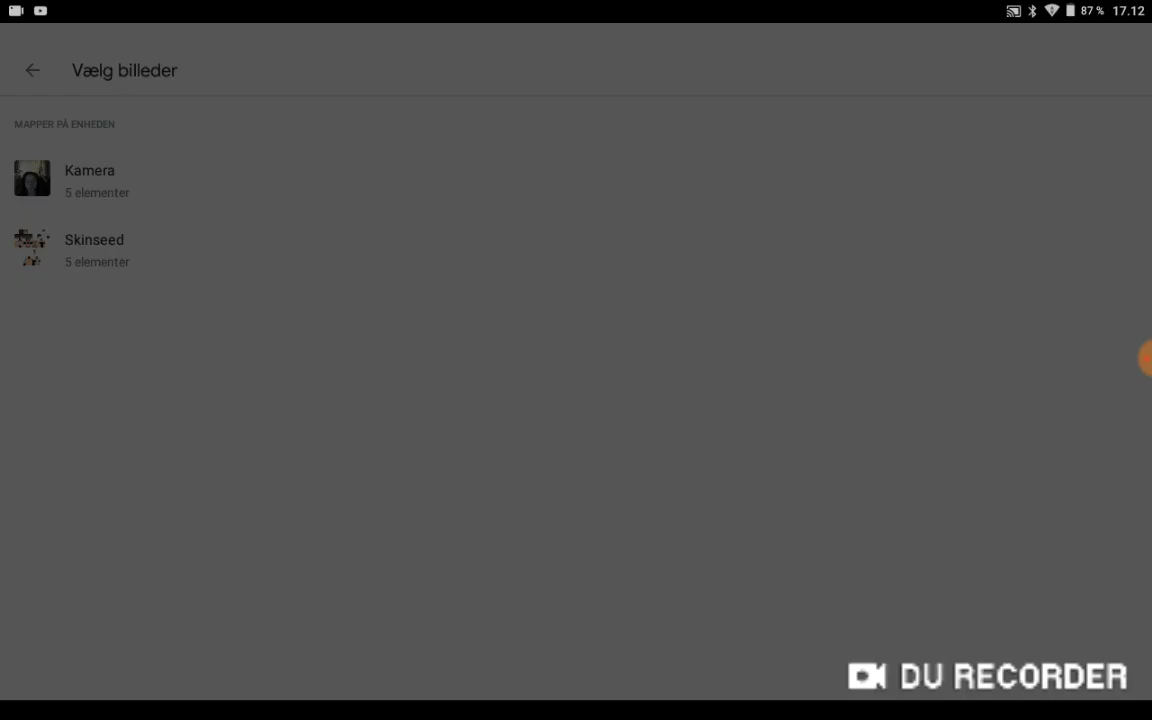 87 % 17.12
Vælg billeder
MAPPER PÅ ENHEDEN
Kamera
5 elementer
Skinseed
5 elementer
DU RECORDER